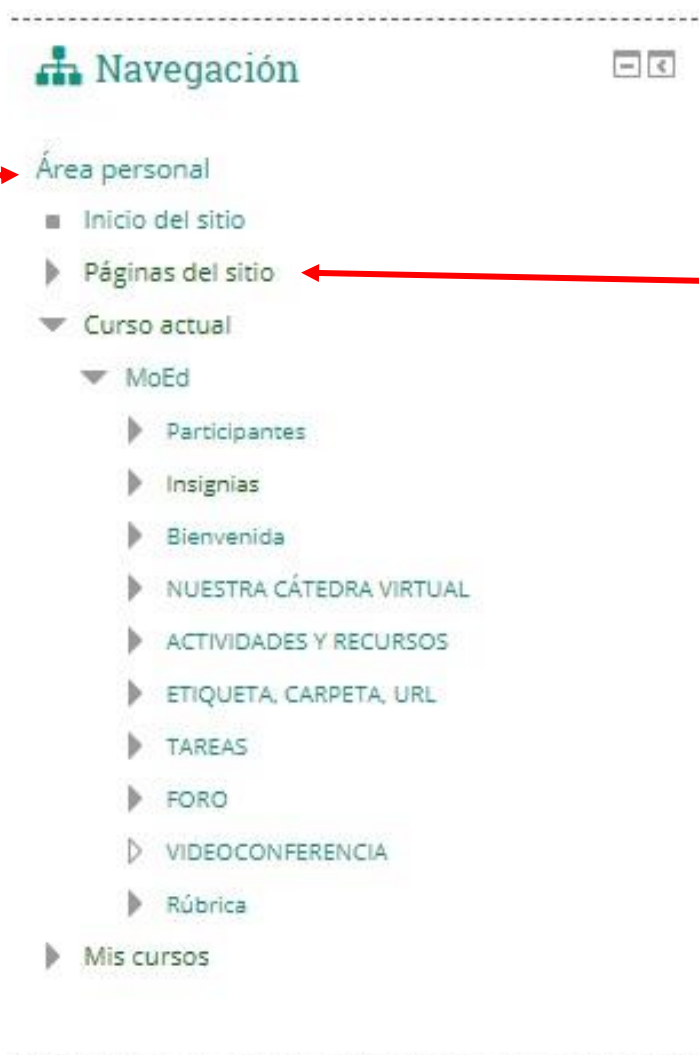 Navegación
Área personal
Inicio del sitio
Páginas del sitio
Curso actual
MoEd
Participantes
Insignias
Bienvenida
NUESTRA CÁTEDRA VIRTUAL
ACTIVIDADES Y RECURSOS
ETIQUETA, CARPETA, URL
TAREAS
FORO
VIDEOCONFERENCIA
Rúbrica
Mis cursos